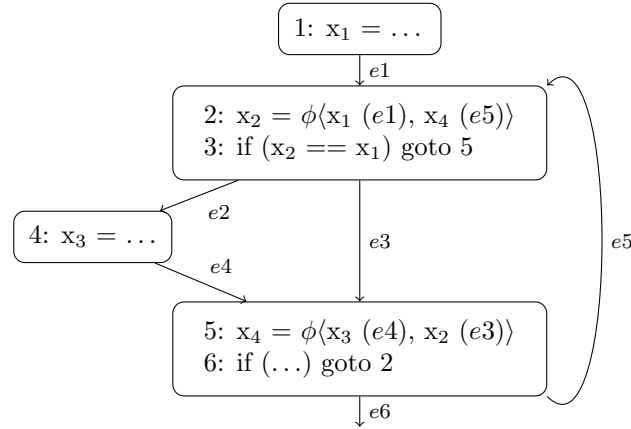 1: x₁ = …
e1
2: x₂ = ϕ⟨x₁ (e1), x₄ (e5)⟩
3: if (x₂ == x₁) goto 5
e2
4: x₃ = …
e3
e5
e4
5: x₄ = ϕ⟨x₃ (e4), x₂ (e3)⟩
6: if (…) goto 2
e6